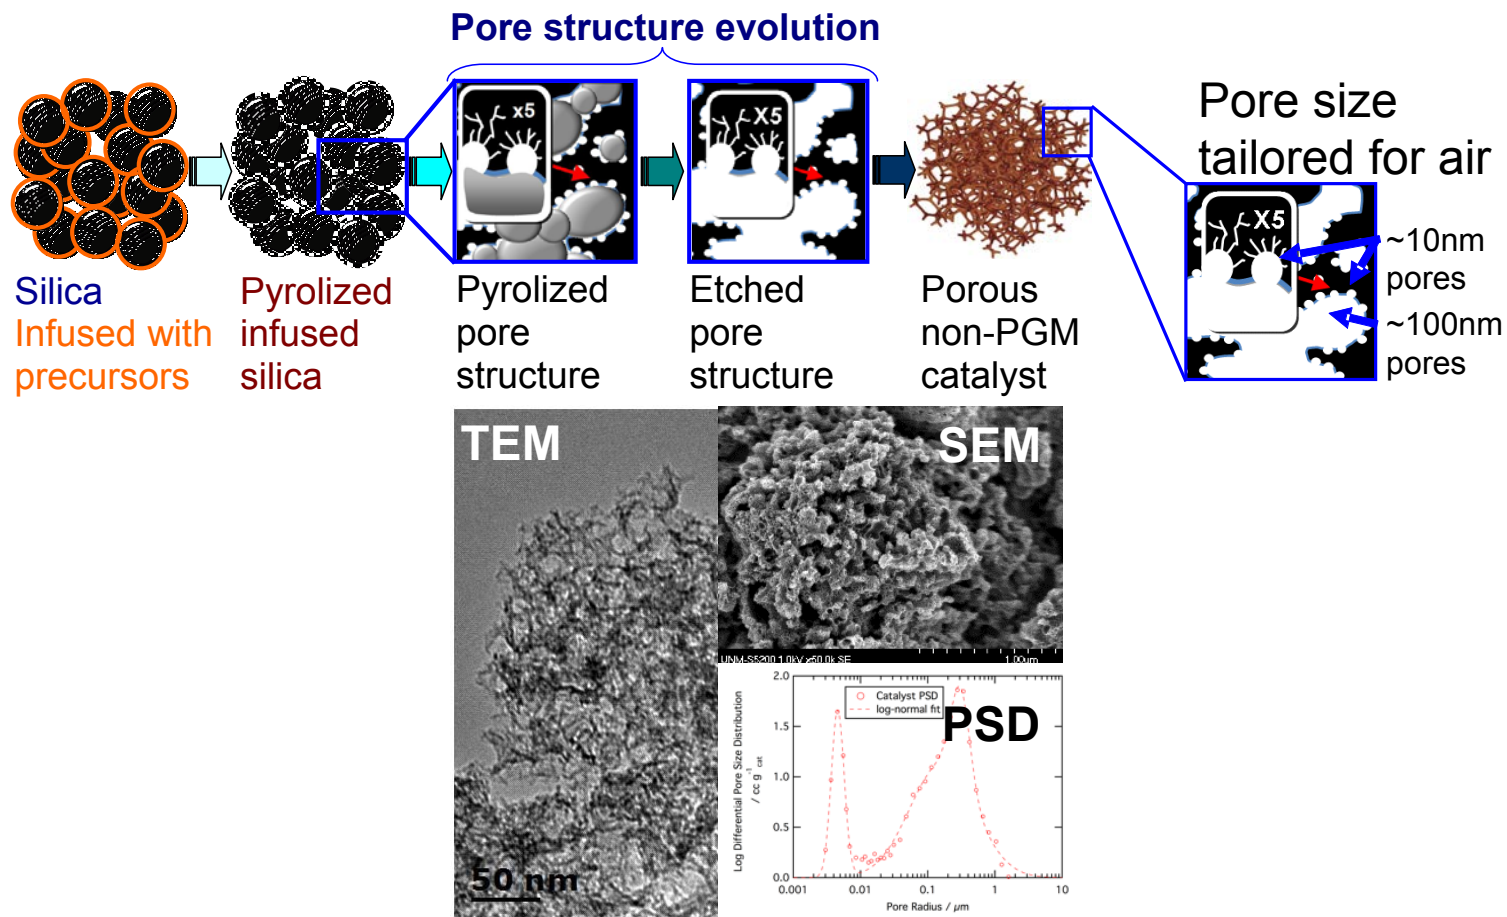 Pore structure evolution
Pore size
tailored for air
x5
X5
X5
~10nm
pores
~100nm
pores
Silica
Infused with
precursors
Pyrolized
infused
silica
Pyrolized
pore
structure
Etched
pore
structure
Porous
non-PGM
catalyst
TEM
50 nm
SEM
UNM-S5200 1.0kV x50.0k SE
1.00um
PSD
Catalyst PSD
log-normal fit
Log Differential Pore Size Distribution
/ cc g-1cat
2.0
1.5
1.0
0.5
0.0
0.001
0.01
0.1
1
10
Pore Radius / µm